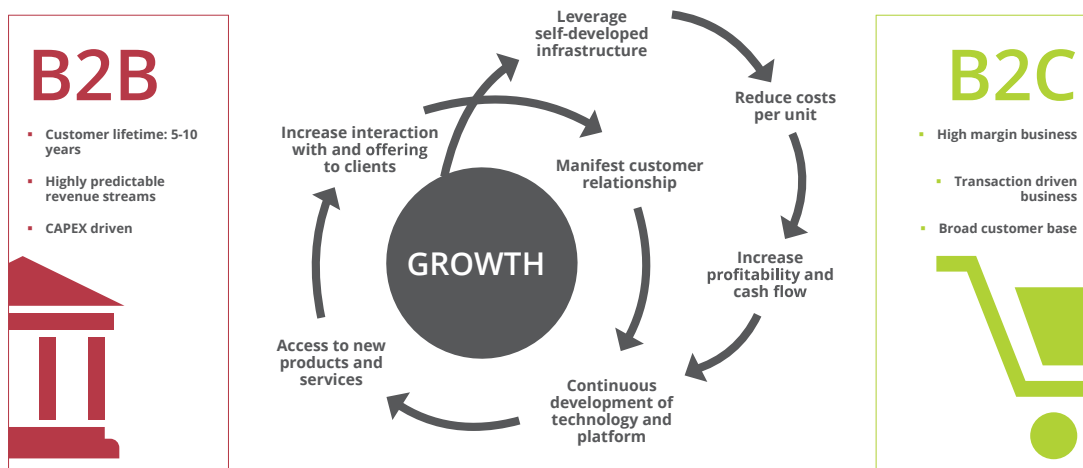 B2B
▪ Customer lifetime: 5-10
years
▪ Highly predictable
revenue streams
▪ CAPEX driven
Leverage
self-developed
infrastructure
Reduce costs
per unit
Increase interaction
with and offering
to clients
Manifest customer
relationship
GROWTH
Increase
profitability and
cash flow
Access to new
products and
services
Continuous
development of
technology and
platform
B2C
▪ High margin business
▪ Transaction driven
business
▪ Broad customer base